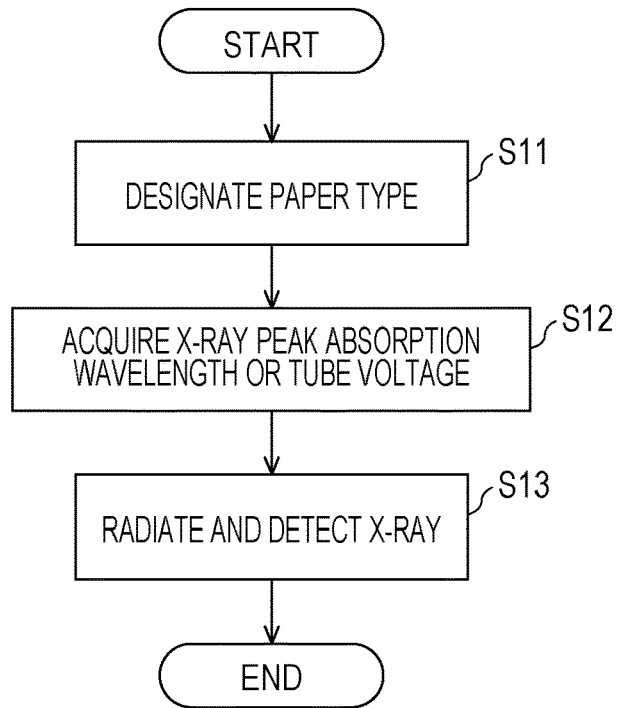 START
DESIGNATE PAPER TYPE
S11
ACQUIRE X-RAY PEAK ABSORPTION
WAVELENGTH OR TUBE VOLTAGE
S12
RADIATE AND DETECT X-RAY
S13
END